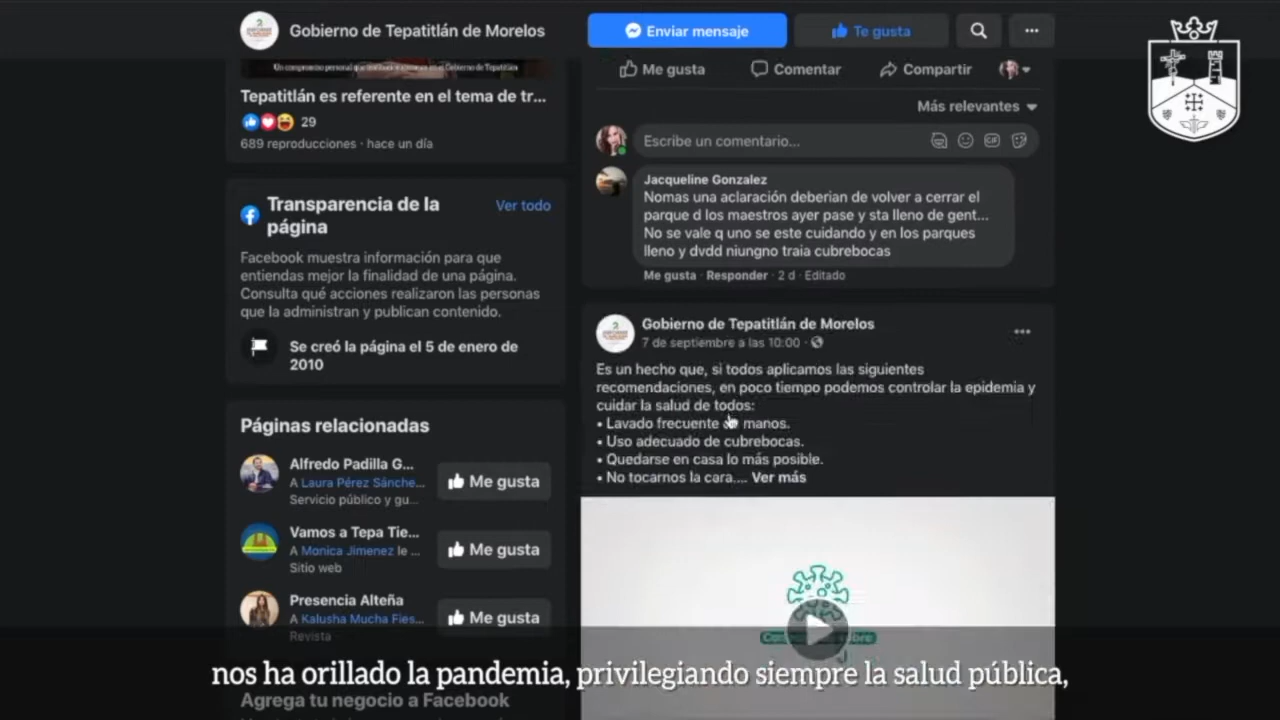 Gobierno de Tepatitlán de Morelos
Enviar mensaje
Te gusta
Un compromiso personal que
en el Gobierno de Tepatitlán
Tepatitlán es referente en el tema de tr...
29
689 reproducciones · hace un día
Transparencia de la
página
Ver todo
Facebook muestra información para que
entiendas mejor la finalidad de una página.
Consulta qué acciones realizaron las personas
que la administran y publican contenido.
Se creó la página el 5 de enero de
2010
Páginas relacionadas
Alfredo Padilla G...
A Laura Pérez Sánche...
Servicio público y gu...
Me gusta
Vamos a Tepa Tie...
A Monica Jimenez le ...
Sitio web
Me gusta
Presencia Alteña
A Kalusha Mucha Fies...
Revista
Me gusta
Agrega tu negocio a Facebook
Me gusta
Comentar
Compartir
Más relevantes
Escribe un comentario...
GIF
Jacqueline Gonzalez
Nomas una aclaración deberian de volver a cerrar el
parque d los maestros ayer pase y sta lleno de gent...
No se vale q uno se este cuidando y en los parques
lleno y dvdd niungno traia cubrebocas
Me gusta · Responder · 2 d · Editado
Gobierno de Tepatitlán de Morelos
7 de septiembre a las 10:00 ·
Es un hecho que, si todos aplicamos las siguientes
recomendaciones, en poco tiempo podemos controlar la epidemia y
cuidar la salud de todos:
• Lavado frecuente de manos.
• Uso adecuado de cubrebocas.
• Quedarse en casa lo más posible.
• No tocarnos la cara.... Ver más
nos ha orillado la pandemia, privilegiando siempre la salud pública,